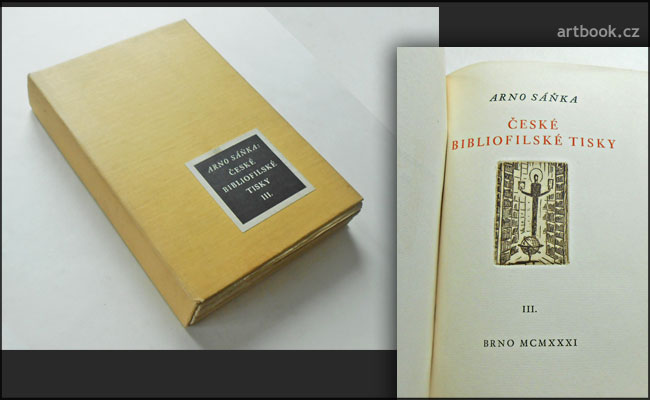 artbook.cz
ARNO SÁŇKA:
ČESKÉ
BIBLIOFILSKÉ
TISKY
III.
ARNO SÁŇKA
ČESKÉ
BIBLIOFILSKÉ TISKY
III.
BRNO MCMXXXI